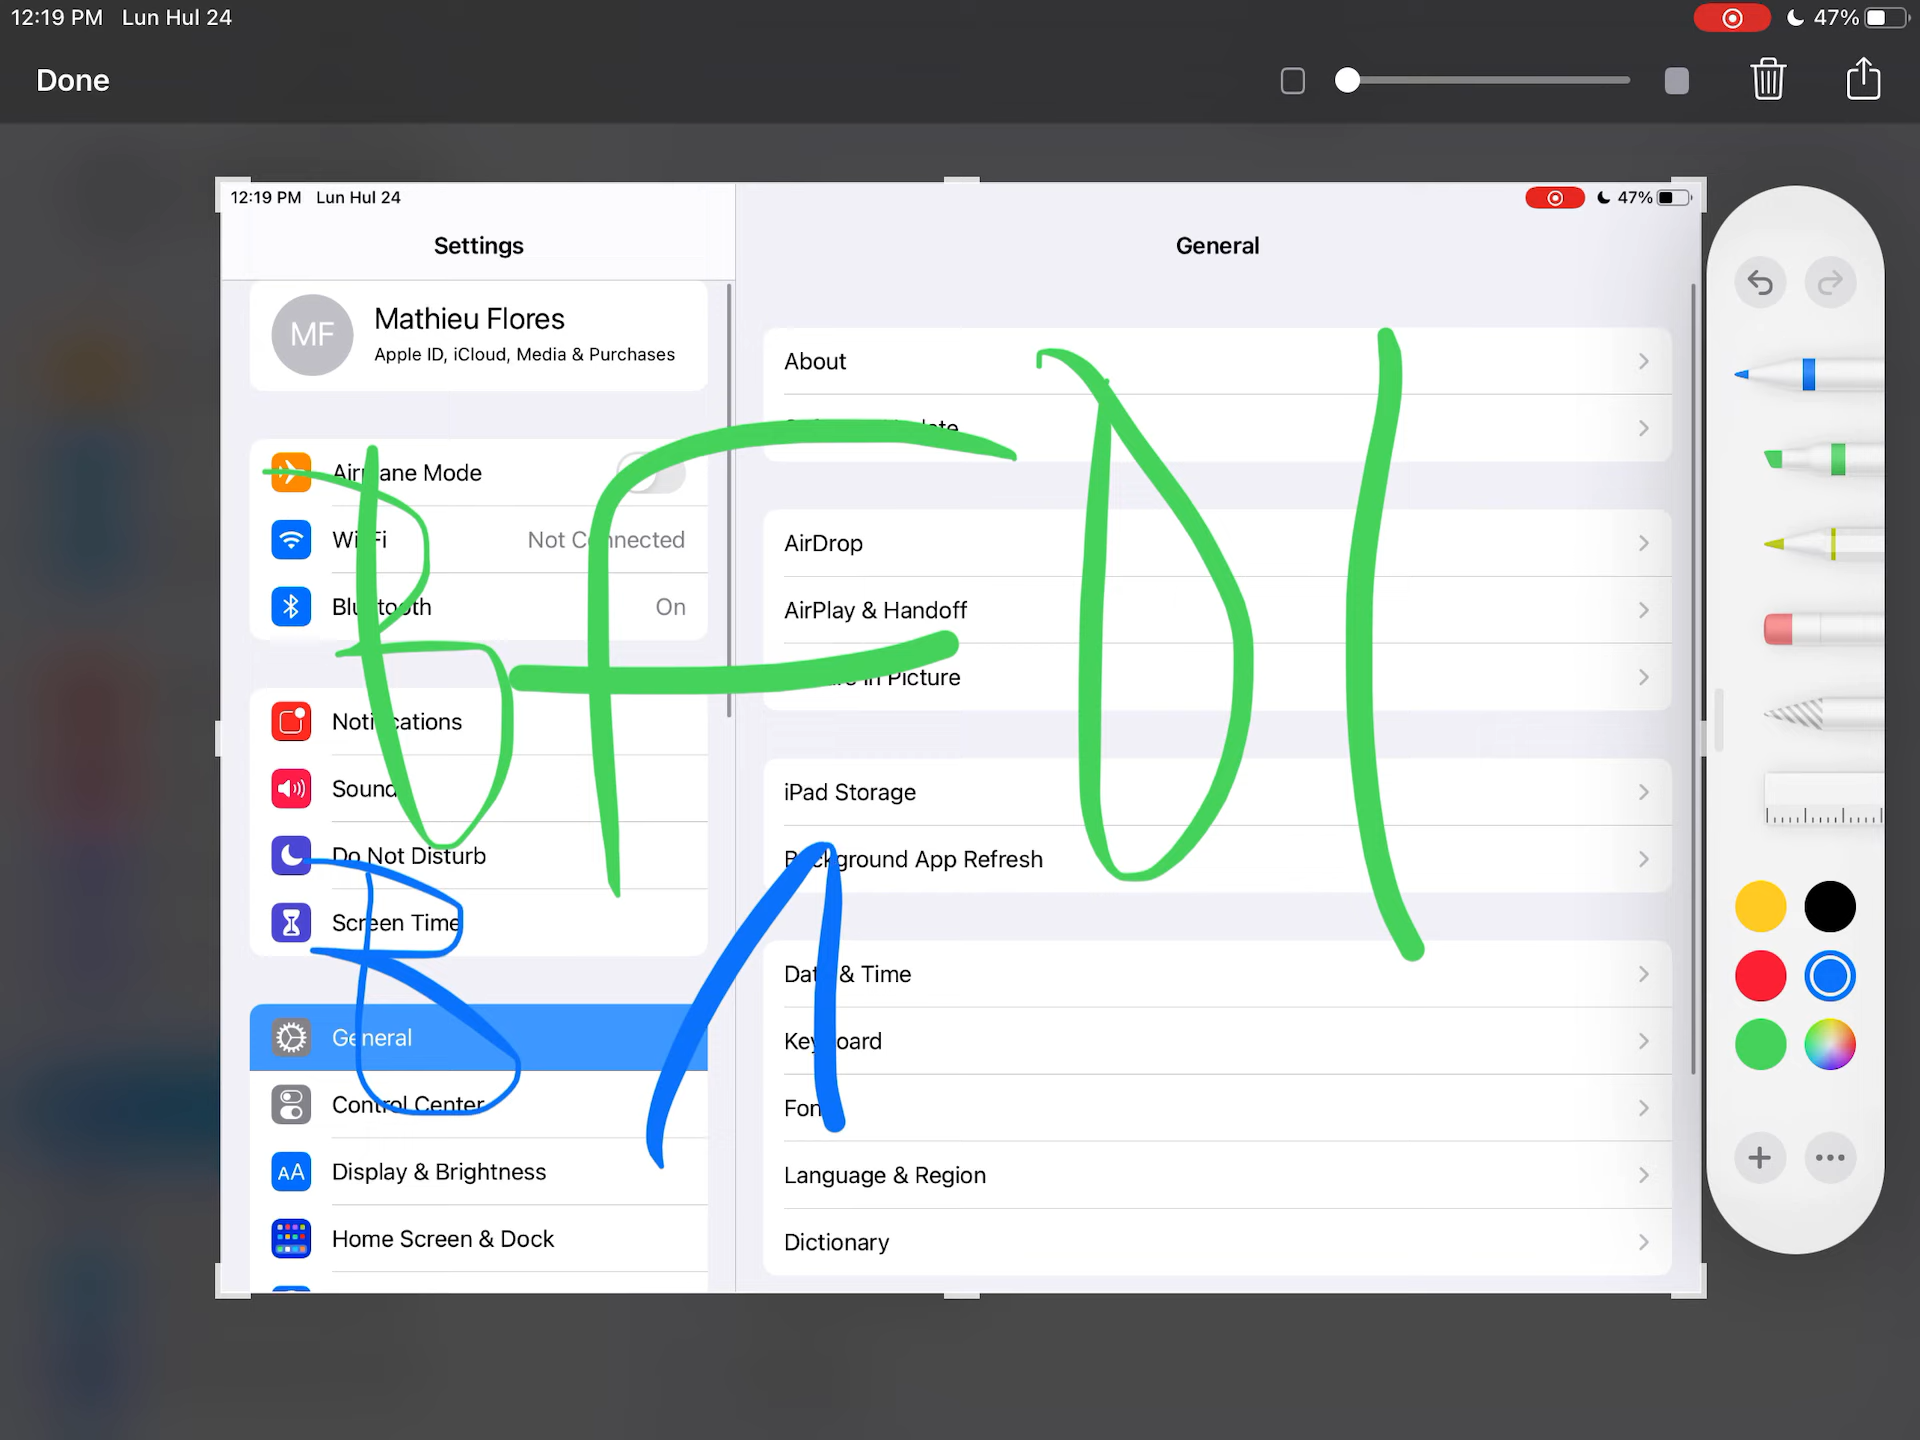 12:19 PM Lun Hul 24
47%
Done
12:19 PM Lun Hul 24
47%
Settings
General
MF
Mathieu Flores
Apple ID, iCloud, Media & Purchases
About
Airplane Mode
Wi-Fi
Not Connected
AirDrop
Bluetooth
On
AirPlay & Handoff
Picture in Picture
Notifications
Sound
iPad Storage
Do Not Disturb
Background App Refresh
Screen Time
Date & Time
General
Keyboard
Control Center
Font
AA
Display & Brightness
Language & Region
Home Screen & Dock
Dictionary